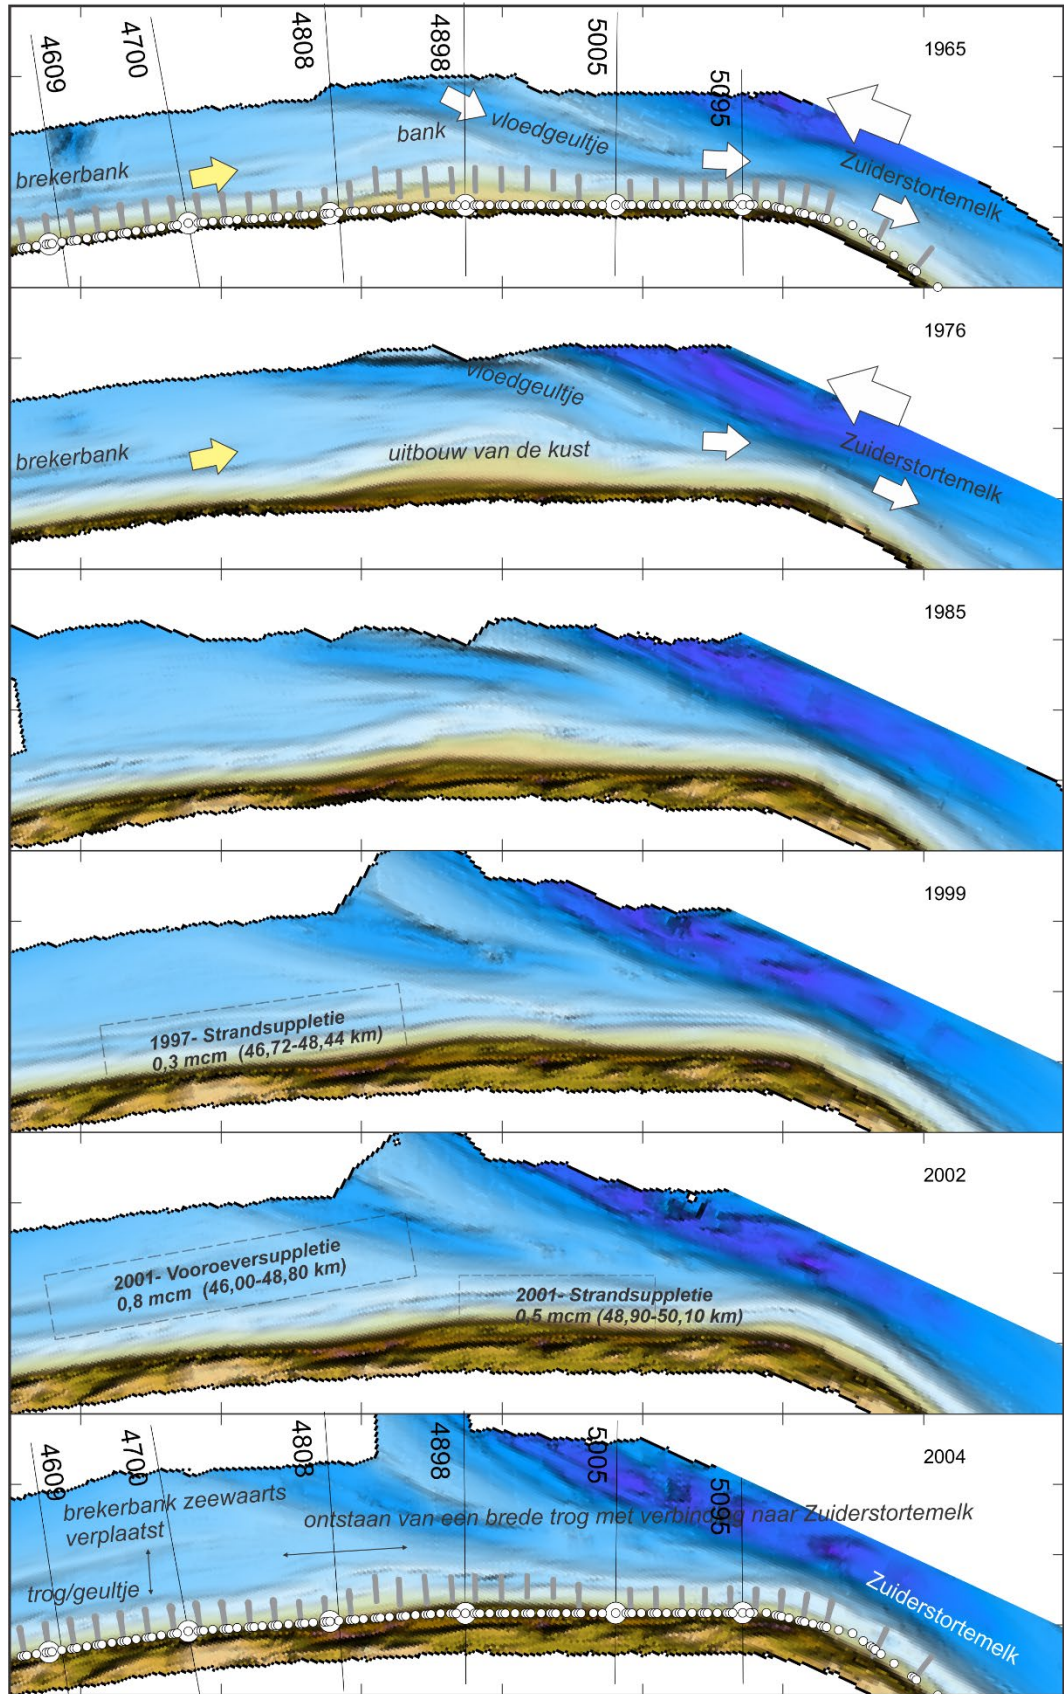 4609
4700
4808
4898
5005
5095
1965
brekerbank
bank
vloedgeultje
Zuiderstortemelk
1976
vloedgeultje
brekerbank
uitbouw van de kust
Zuiderstortemelk
1985
1999
1997- Strandsuppletie
0,3 mcm (46,72-48,44 km)
2002
2001- Vooroeversuppletie
0,8 mcm (46,00-48,80 km)
2001- Strandsuppletie
0,5 mcm (48,90-50,10 km)
4609
4700
4808
4898
5005
5095
2004
brekerbank zeewaarts
verplaatst
ontstaan van een brede trog met verbinding naar Zuiderstortemelk
trog/geultje
Zuiderstortemelk